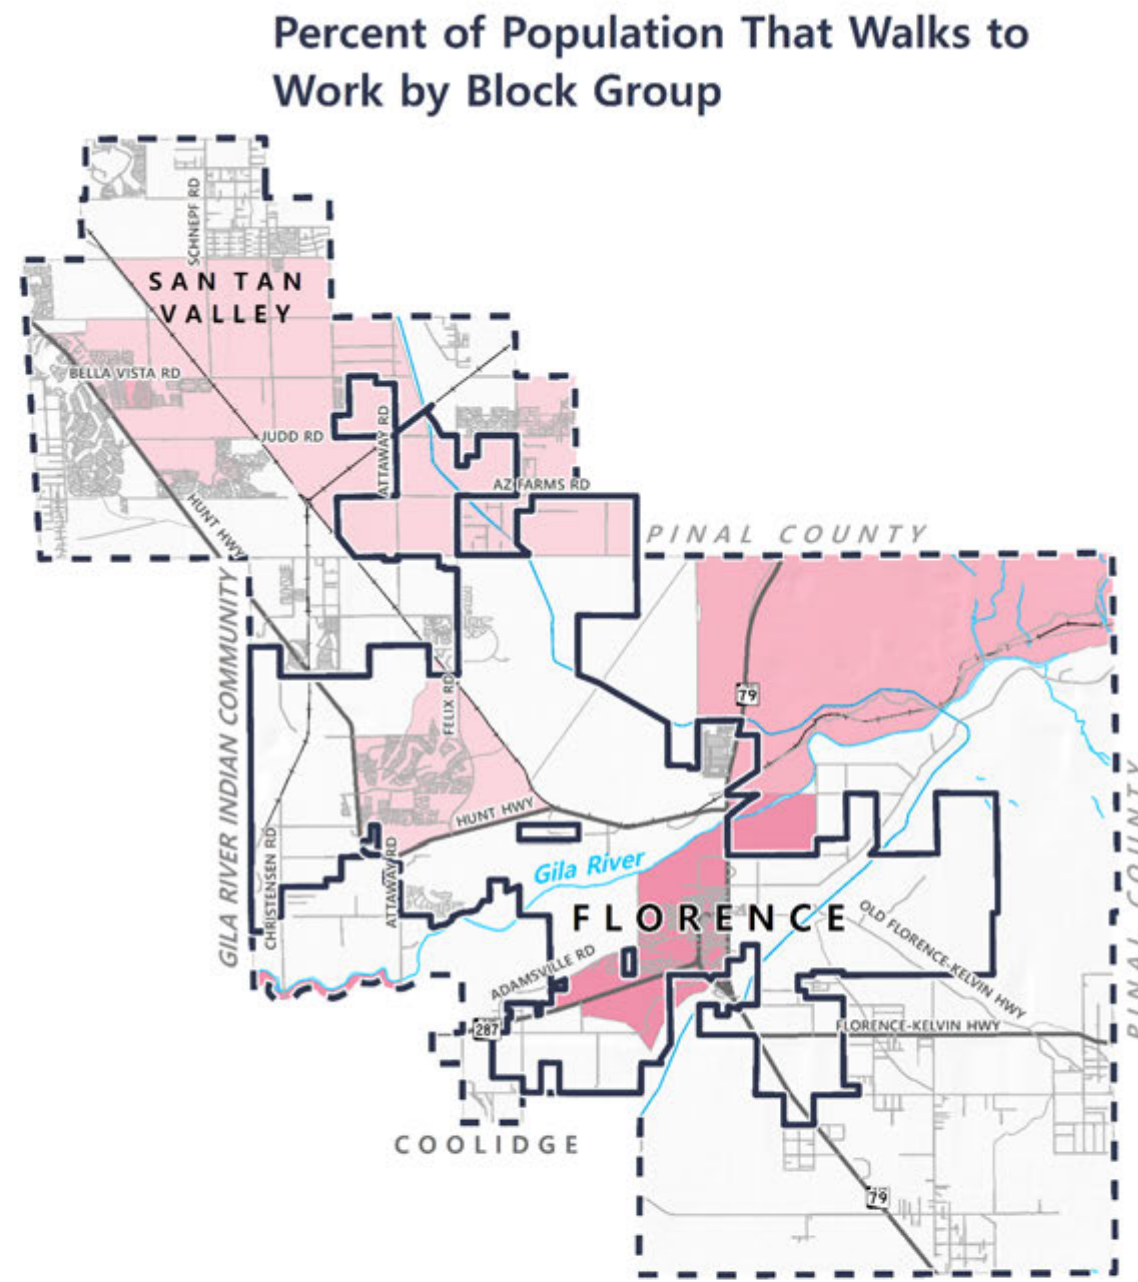 Percent of Population That Walks to
Work by Block Group
SCHNEPF RD
SAN TAN
VALLEY
BELLA VISTA RD
JUDD RD
ATTAWAY RD
AZ FARMS RD
HUNT HWY
PINAL COUNTY
GILA RIVER INDIAN COMMUNITY
FELIX RD
79
HUNT HWY
CHRISTENSEN RD
ATTAWAY RD
Gila River
PINAL COUNTY
FLORENCE
OLD FLORENCE-KELVIN HWY
ADAMSVILLE RD
287
FLORENCE-KELVIN HWY
COOLIDGE
79